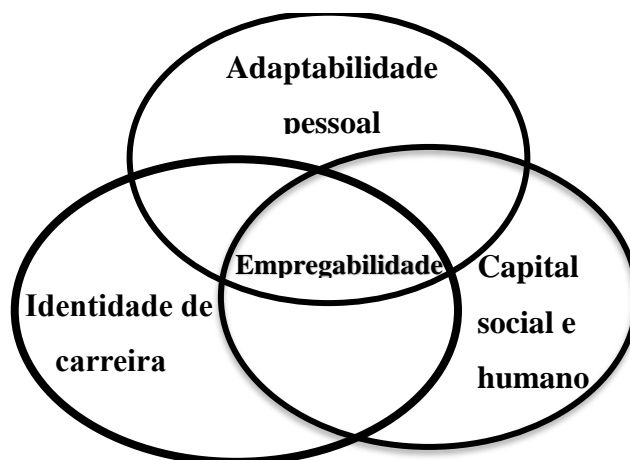 Adaptabilidade
pessoal
Empregabilidade
Identidade de
carreira
Capital
social e
humano